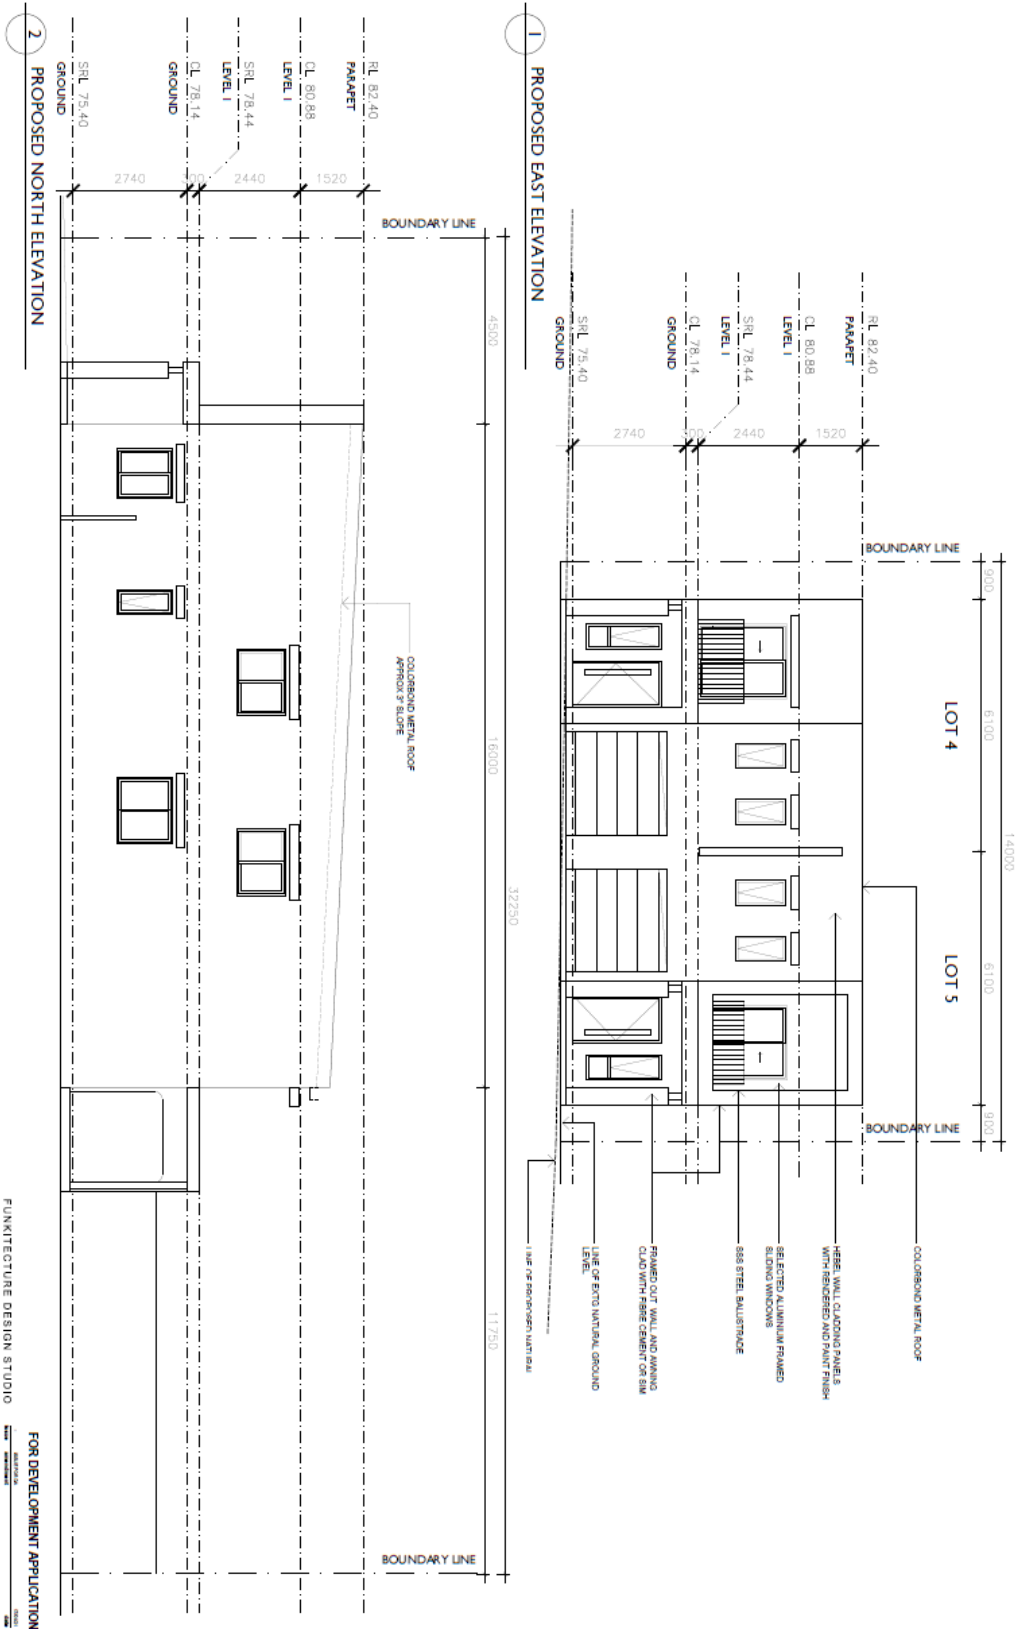 1 PROPOSED EAST ELEVATION
RL 82.40
PARAPET
CL 80.88
LEVEL 1
SRL 78.44
LEVEL 1
CL 78.14
GROUND
SRL 75.40
GROUND
1520
2440
300
2740
BOUNDARY LINE
BOUNDARY LINE
14000
900
6100
6100
900
LOT 4
LOT 5
COLORBOND METAL ROOF
HEBEL WALL CLADDING PANELS
WITH RENDERED AND PAINT FINISH
SELECTED ALUMINIUM FRAMED
SLIDING WINDOWS
SSS STEEL BALUSTRADE
FRAMED OUT WALL AND AWNING
CLAD WITH FIBRE CEMENT OR SIM
LINE OF EXTG NATURAL GROUND
LEVEL
LINE OF PROPOSED NATURAL
2 PROPOSED NORTH ELEVATION
RL 82.40
PARAPET
CL 80.88
LEVEL 1
SRL 78.44
LEVEL 1
CL 78.14
GROUND
SRL 75.40
GROUND
1520
2440
300
2740
BOUNDARY LINE
BOUNDARY LINE
32250
4500
16000
11750
COLORBOND METAL ROOF
APPROX 3° SLOPE
FUNKITECTURE DESIGN STUDIO
FOR DEVELOPMENT APPLICATION